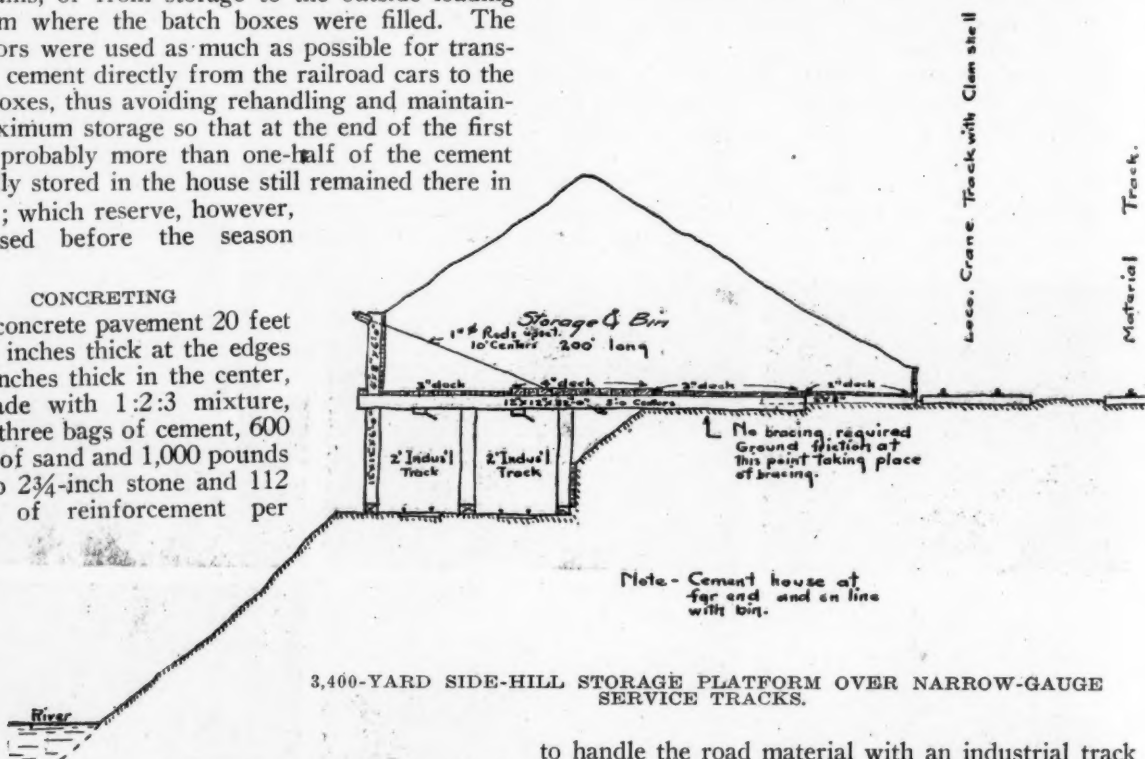 or from storage to the outside loading
where the batch boxes were filled. The
ors were used as much as possible for trans-
cement directly from the railroad cars to the
oxes, thus avoiding rehandling and maintain-
ximum storage so that at the end of the first
probably more than one-half of the cement
ly stored in the house still remained there in
; which reserve, however,
sed before the season
CONCRETING
concrete pavement 20 feet
inches thick at the edges
nches thick in the center,
ade with 1:2:3 mixture,
three bags of cement, 600
of sand and 1,000 pounds
2¾-inch stone and 112
of reinforcement per
Loco. Crane Track with Clam shell
Material Track.
Storage & Bin
1"⌀ Rods
10' Centers 200' long
3" deck
deck
2" deck
deck
2' Indus'l
Track
2' Indus'l
Track
No bracing required
Ground friction at
This point taking place
of bracing.
Note - Cement house at
far end and on line
with bin.
River
3,400-YARD SIDE-HILL STORAGE PLATFORM OVER NARROW-GAUGE
SERVICE TRACKS.
to handle the road material with an industrial track